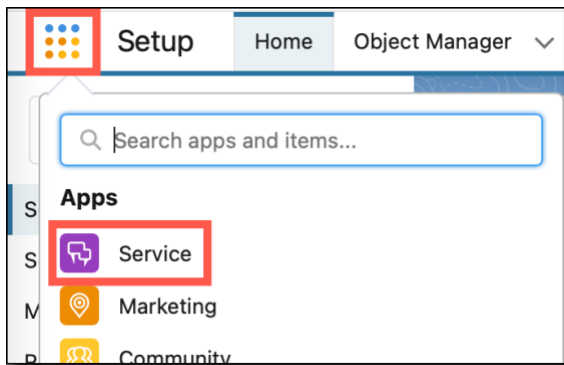 Setup Home Object Manager
Search apps and items...
Apps
S
Service
S
Marketing
M
Community